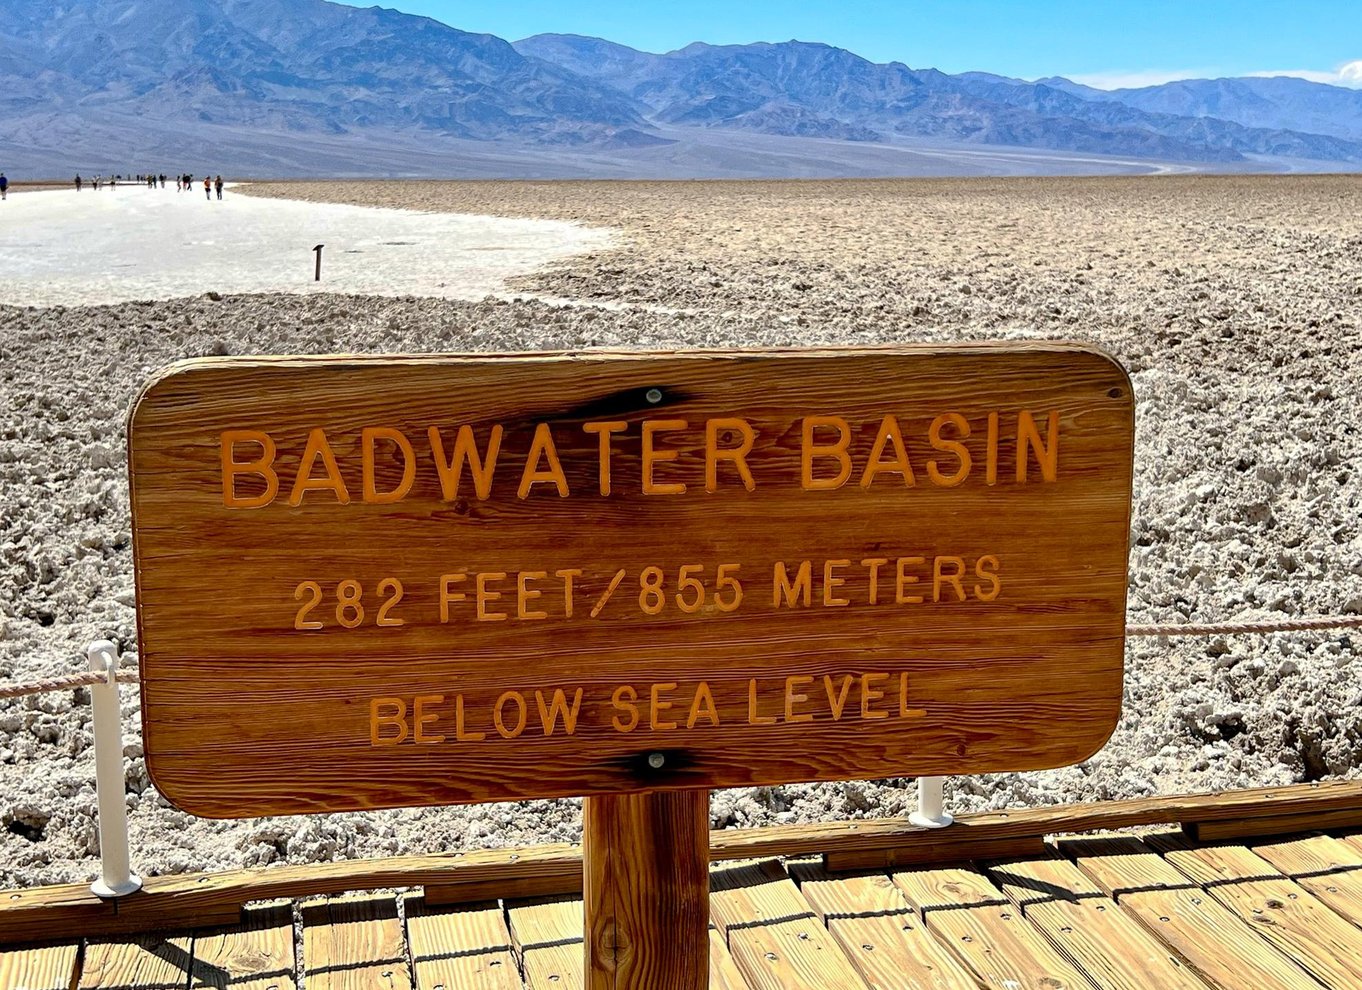 BADWATER BASIN
282 FEET/855 METERS
BELOW SEA LEVEL